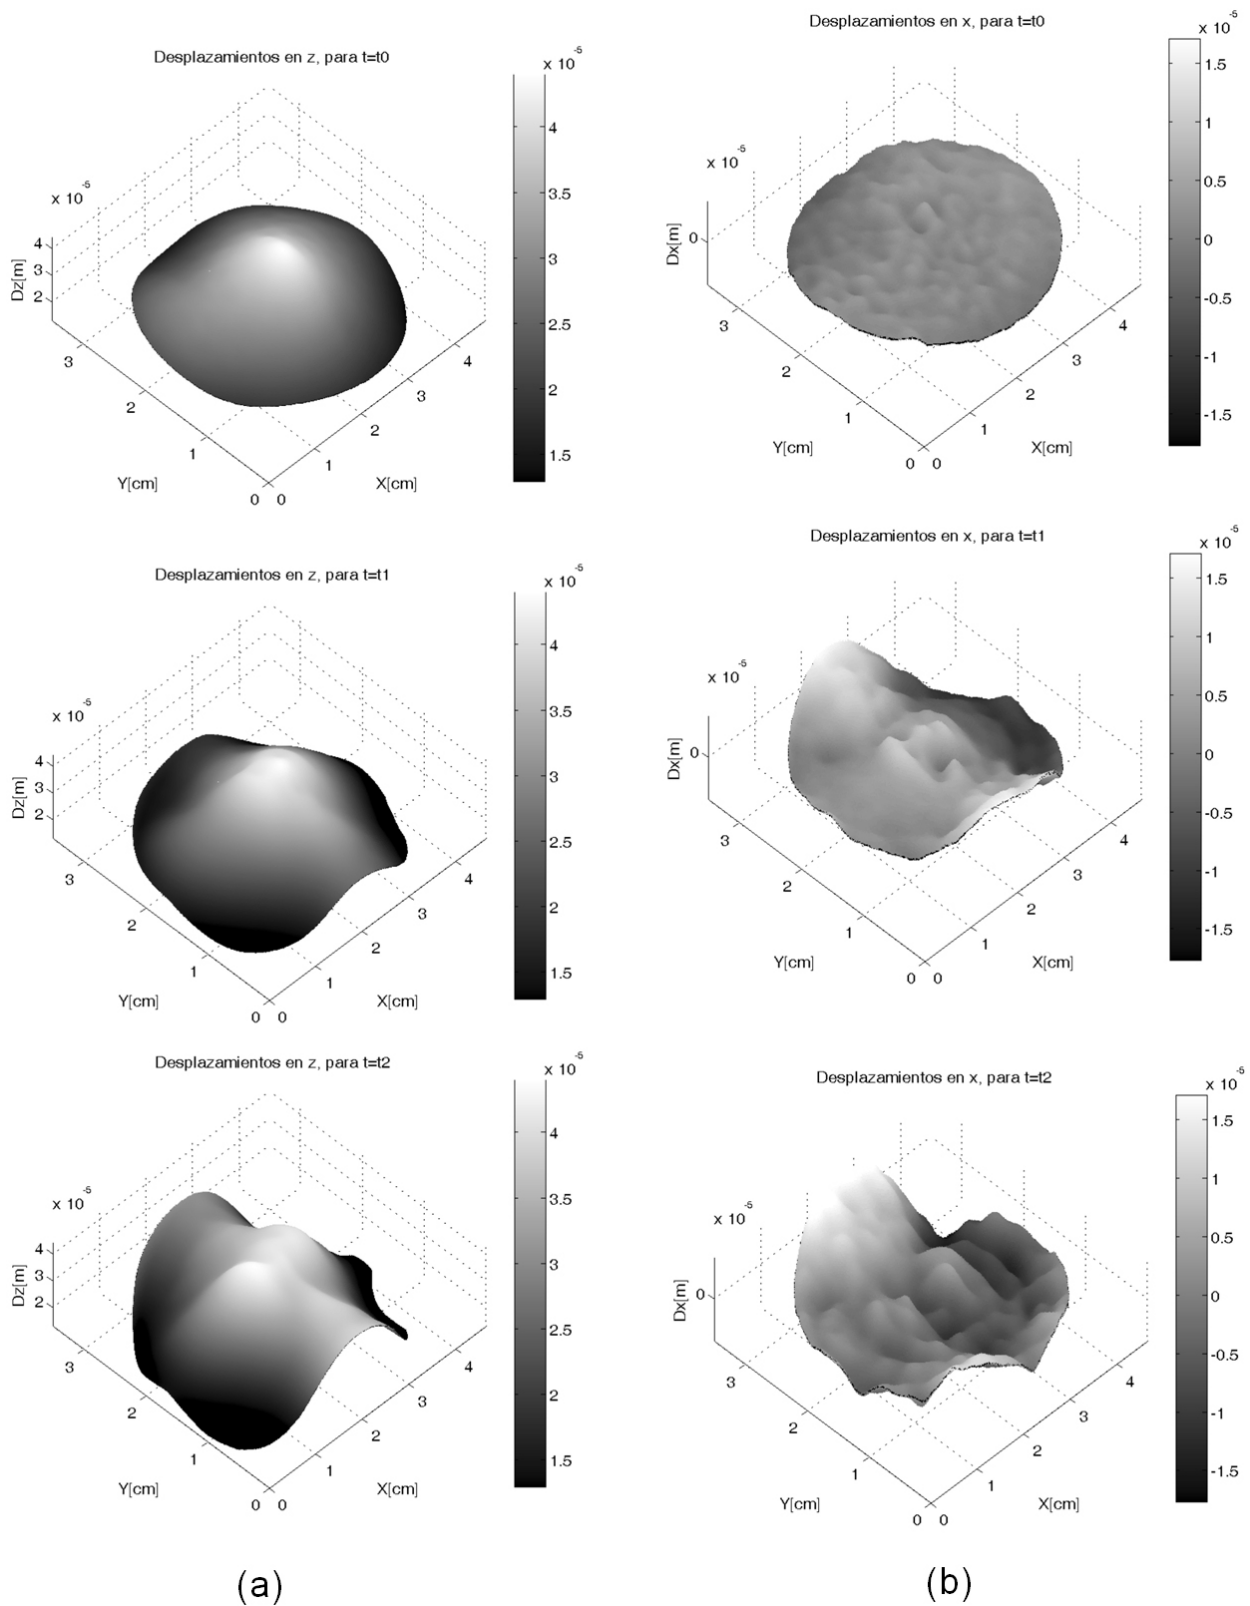 Desplazamientos en z, para t=t0
x 10⁻⁵
4
3.5
3
2.5
2
1.5
x 10⁻⁵
4
3
2
Dz[m]
3
2
1
0
Y[cm]
0
1
2
3
4
X[cm]
Desplazamientos en x, para t=t0
x 10⁻⁵
1.5
1
0.5
0
-0.5
-1
-1.5
x 10⁻⁵
0
Dx[m]
3
2
1
0
Y[cm]
0
1
2
3
4
X[cm]
Desplazamientos en z, para t=t1
x 10⁻⁵
4
3.5
3
2.5
2
1.5
x 10⁻⁵
4
3
2
Dz[m]
3
2
1
0
Y[cm]
0
1
2
3
4
X[cm]
Desplazamientos en x, para t=t1
x 10⁻⁵
1.5
1
0.5
0
-0.5
-1
-1.5
x 10⁻⁵
0
Dx[m]
3
2
1
0
Y[cm]
0
1
2
3
4
X[cm]
Desplazamientos en z, para t=t2
x 10⁻⁵
4
3.5
3
2.5
2
1.5
x 10⁻⁵
4
3
2
Dz[m]
3
2
1
0
Y[cm]
0
1
2
3
4
X[cm]
Desplazamientos en x, para t=t2
x 10⁻⁵
1.5
1
0.5
0
-0.5
-1
-1.5
x 10⁻⁵
0
Dx[m]
3
2
1
0
Y[cm]
0
1
2
3
4
X[cm]
(a)
(b)